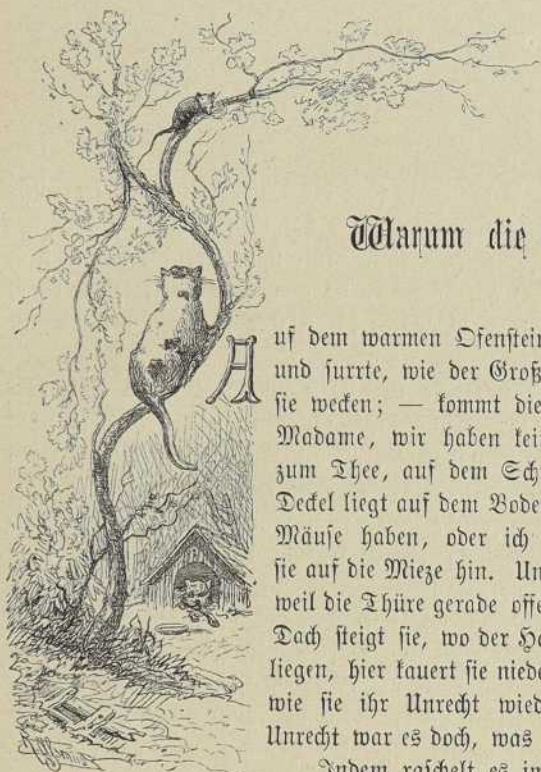 Warum die
Auf dem warmen Ofenstein
und surrte, wie der Groß
sie wecken; — kommt die
Madame, wir haben kei
zum Thee, auf dem Sch
Deckel liegt auf dem Bode
Mäuse haben, oder ich
sie auf die Mieze hin. Un
weil die Thüre gerade offe
Dach steigt sie, wo der Ha
liegen, hier kauert sie niede
wie sie ihr Unrecht wied
Unrecht war es doch, was
Indem raschelt es in